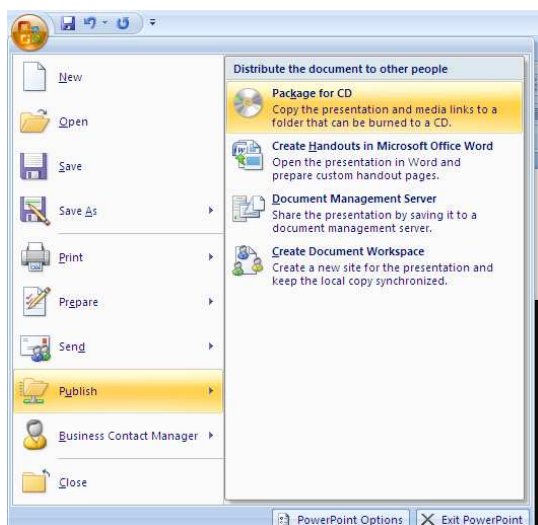 New
Open
Save
Save As
Print
Prepare
Send
Publish
Business Contact Manager
Close
Distribute the document to other people
Package for CD
Copy the presentation and media links to a
folder that can be burned to a CD.
Create Handouts in Microsoft Office Word
Open the presentation in Word and
prepare custom handout pages.
Document Management Server
Share the presentation by saving it to a
document management server.
Create Document Workspace
Create a new site for the presentation and
keep the local copy synchronized.
PowerPoint Options
Exit PowerPoint